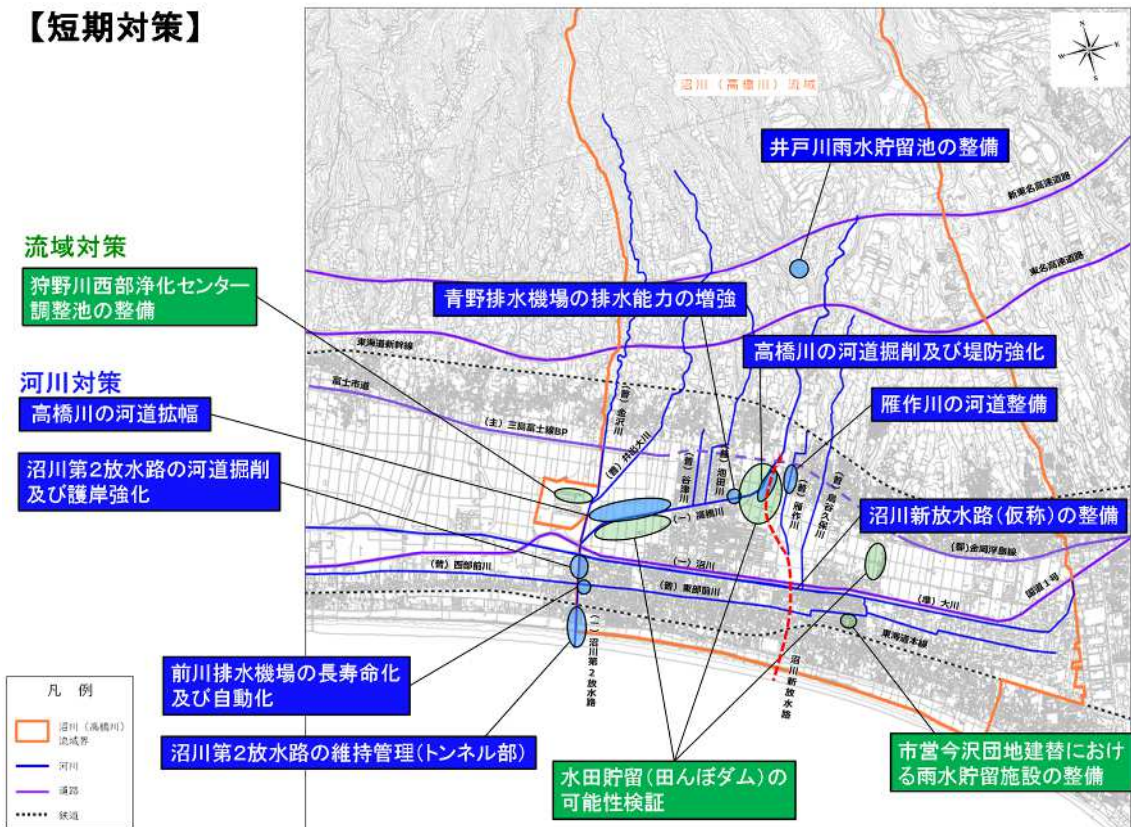 【短期対策】
N
W
E
S
沼川（高橋川）流域
井戸川雨水貯留池の整備
新東名高速道路
東名高速道路
流域対策
狩野川西部浄化センター
調整池の整備
青野排水機場の排水能力の増強
高橋川の河道掘削及び堤防強化
東海道新幹線
河川対策
富士市道
高橋川の河道拡幅
雁作川の河道整備
(主)三島富士線BP
(普)金沢川
(普)井出大川
(普)谷津川
(普)池田川
(普)雁作川
(普)鳥谷久保川
沼川第2放水路の河道掘削
及び護岸強化
(一)高橋川
沼川新放水路(仮称)の整備
(都)金岡浮島線
(普)西部前川
(一)沼川
(普)東部前川
(準)大川
国道1号
東海道本線
(一)沼川第2放水路
沼川新放水路
前川排水機場の長寿命化
及び自動化
沼川第2放水路の維持管理(トンネル部)
水田貯留(田んぼダム)の
可能性検証
市営今沢団地建替におけ
る雨水貯留施設の整備
凡 例
沼川（高橋川）
流域界
河川
道路
鉄道